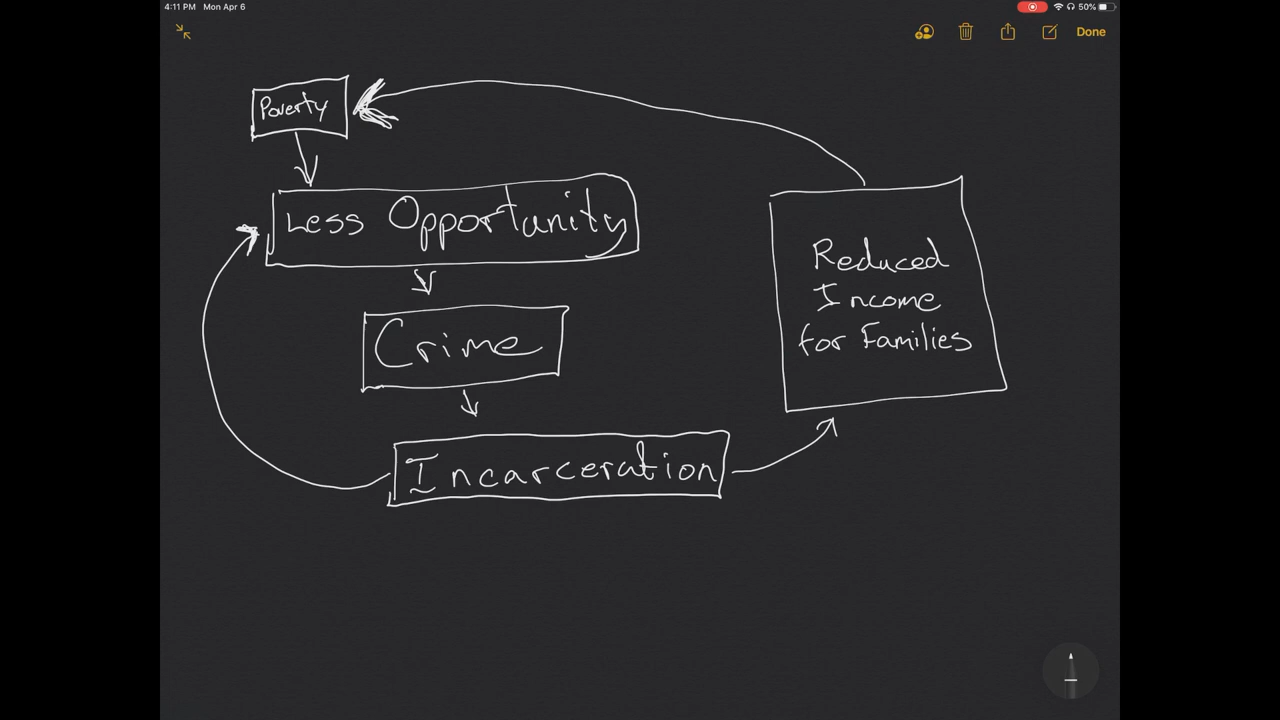 4:11 PM Mon Apr 6
50%
Done
Poverty
Less Opportunity
Crime
Incarceration
Reduced
Income
for Families